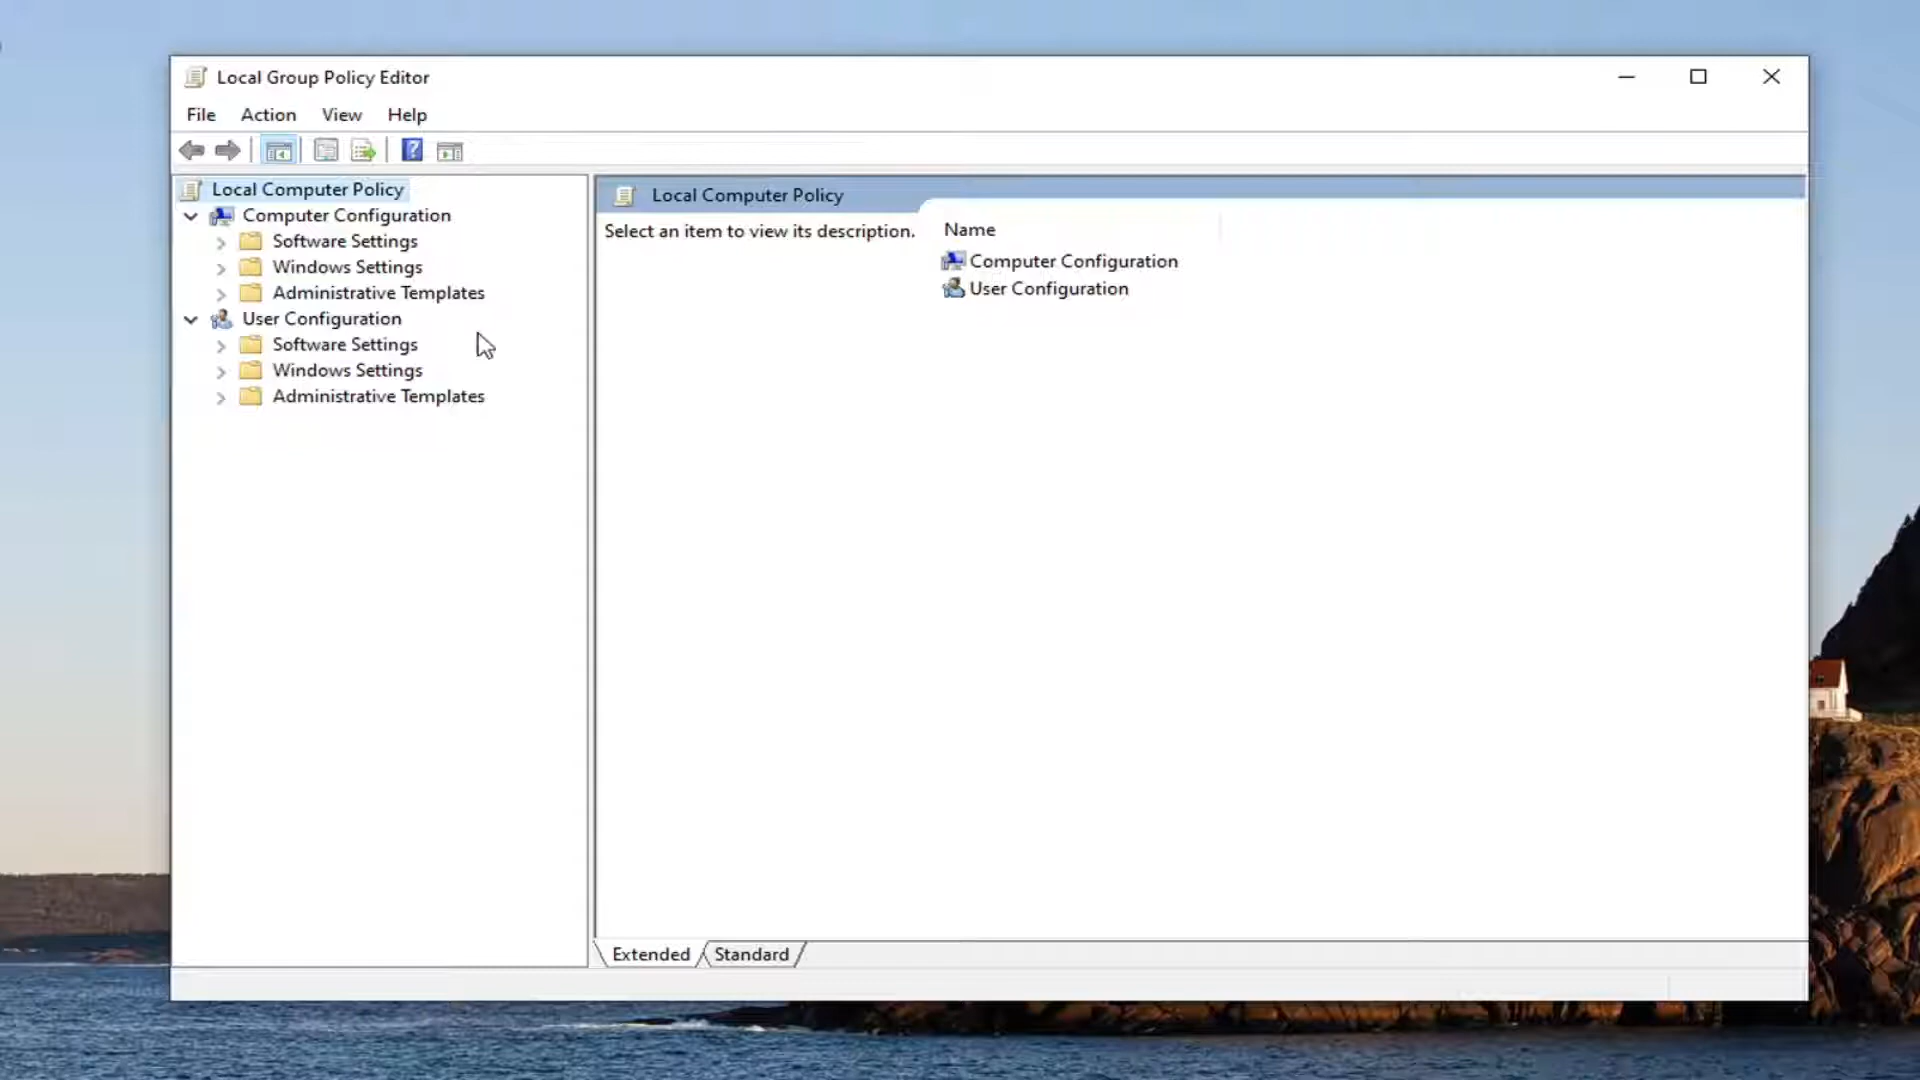 Local Group Policy Editor
File Action View Help
Local Computer Policy
Computer Configuration
Software Settings
Windows Settings
Administrative Templates
User Configuration
Software Settings
Windows Settings
Administrative Templates
Local Computer Policy
Select an item to view its description.
Name
Computer Configuration
User Configuration
Extended Standard